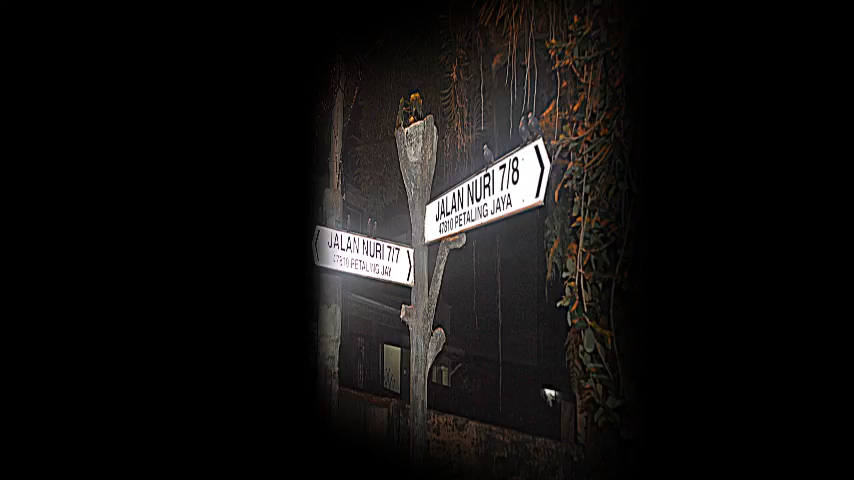 JALAN NURI 7/7
47810 PETALING JAY
JALAN NURI 7/8
47810 PETALING JAYA